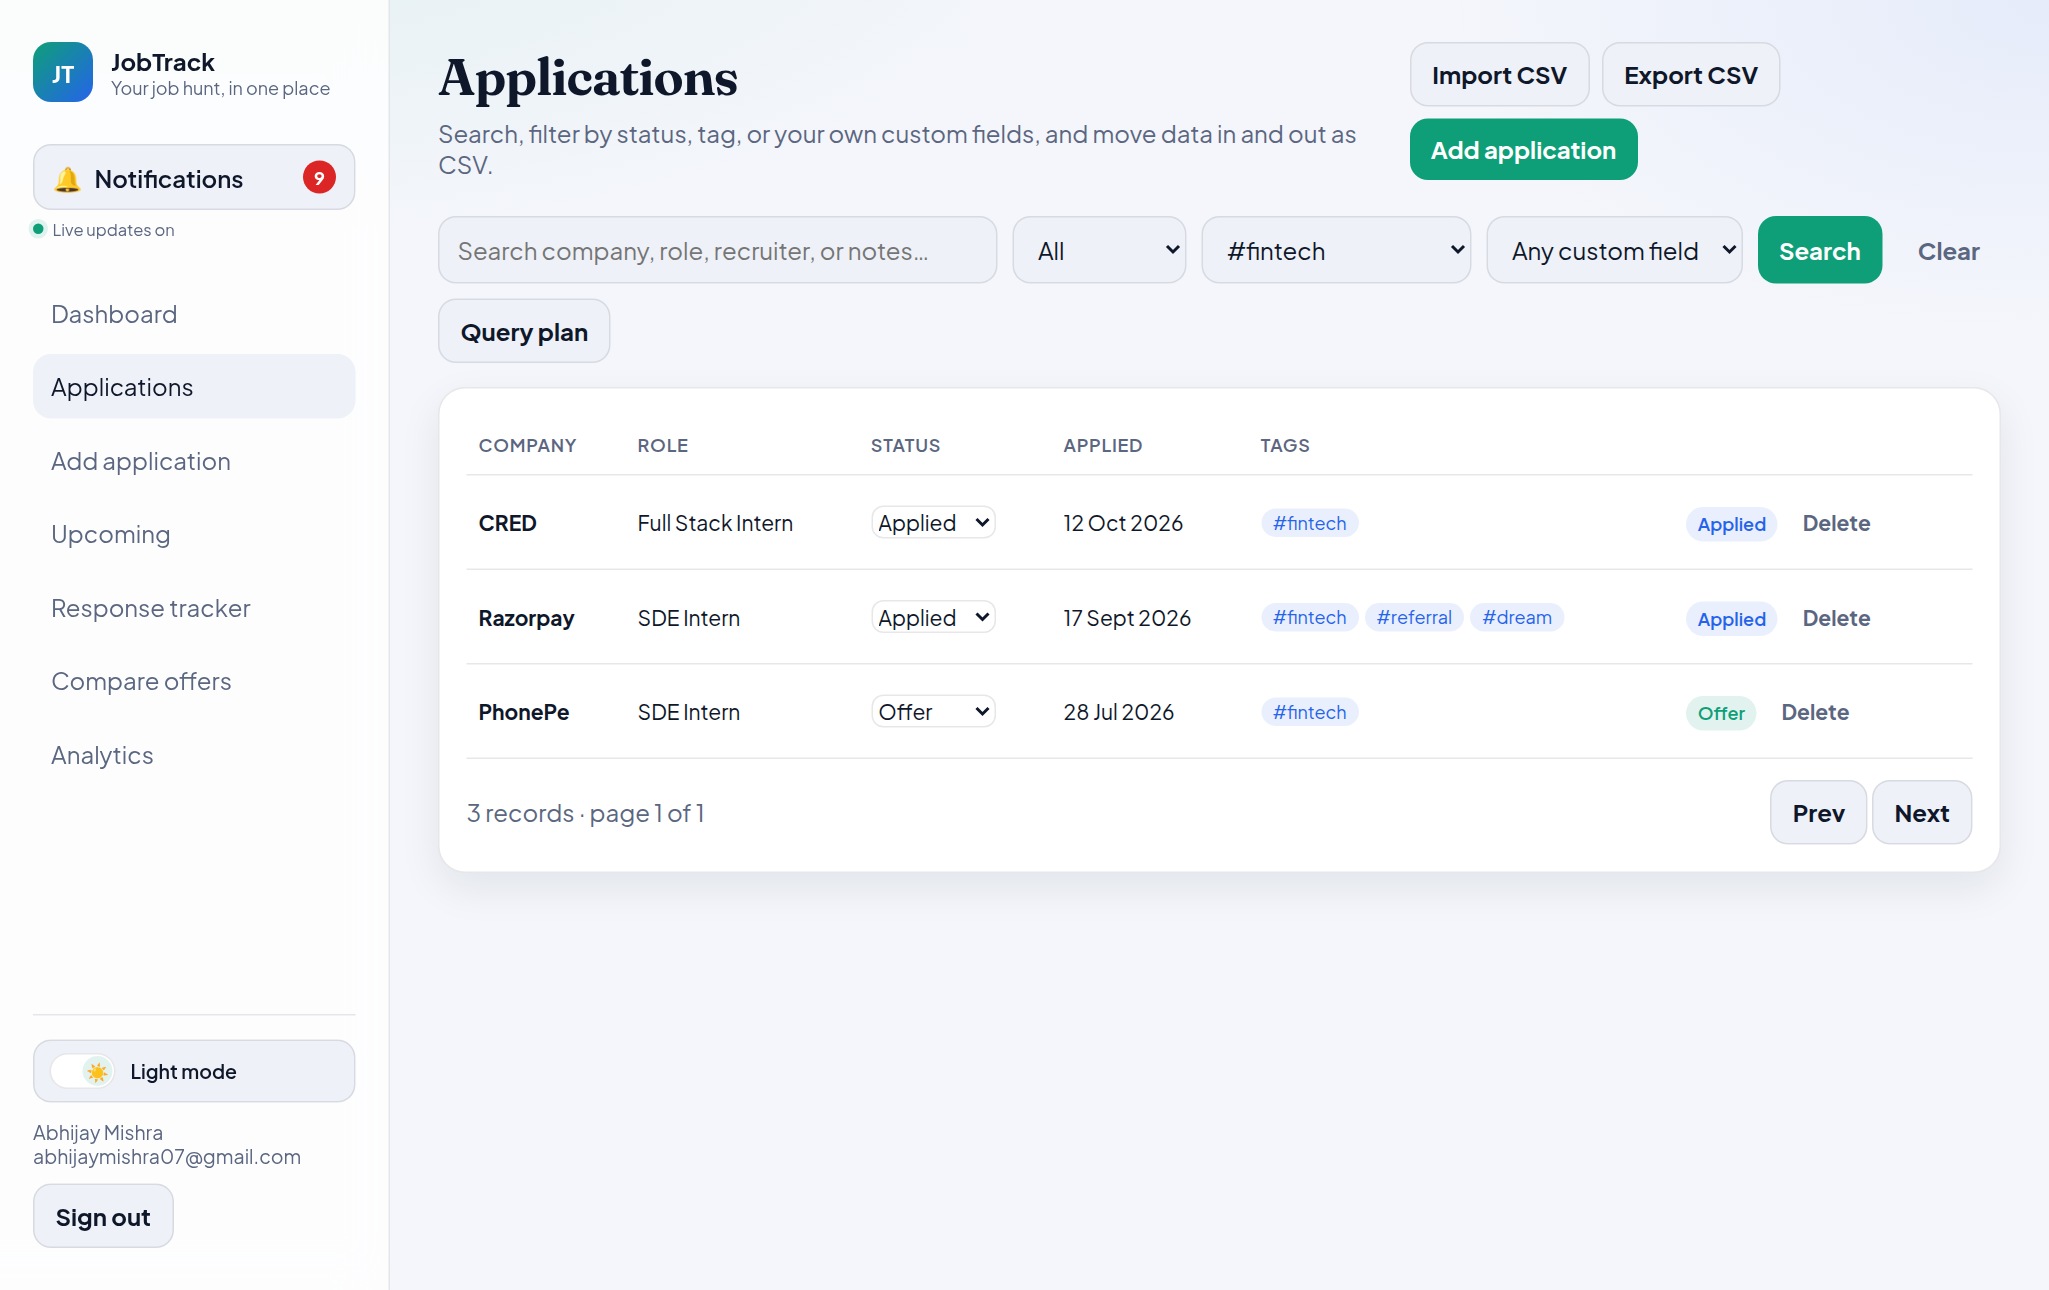 JT
JobTrack
Your job hunt, in one place
🔔 Notifications 9
Live updates on
Dashboard
Applications
Add application
Upcoming
Response tracker
Compare offers
Analytics
☀️ Light mode
Abhijay Mishra
abhijaymishra07@gmail.com
Sign out
Applications
Search, filter by status, tag, or your own custom fields, and move data in and out as
CSV.
Import CSV Export CSV
Add application
Search company, role, recruiter, or notes... All #fintech Any custom field Search Clear
Query plan
COMPANY ROLE STATUS APPLIED TAGS
CRED Full Stack Intern Applied 12 Oct 2026 #fintech Applied Delete
Razorpay SDE Intern Applied 17 Sept 2026 #fintech #referral #dream Applied Delete
PhonePe SDE Intern Offer 28 Jul 2026 #fintech Offer Delete
3 records · page 1 of 1 Prev Next